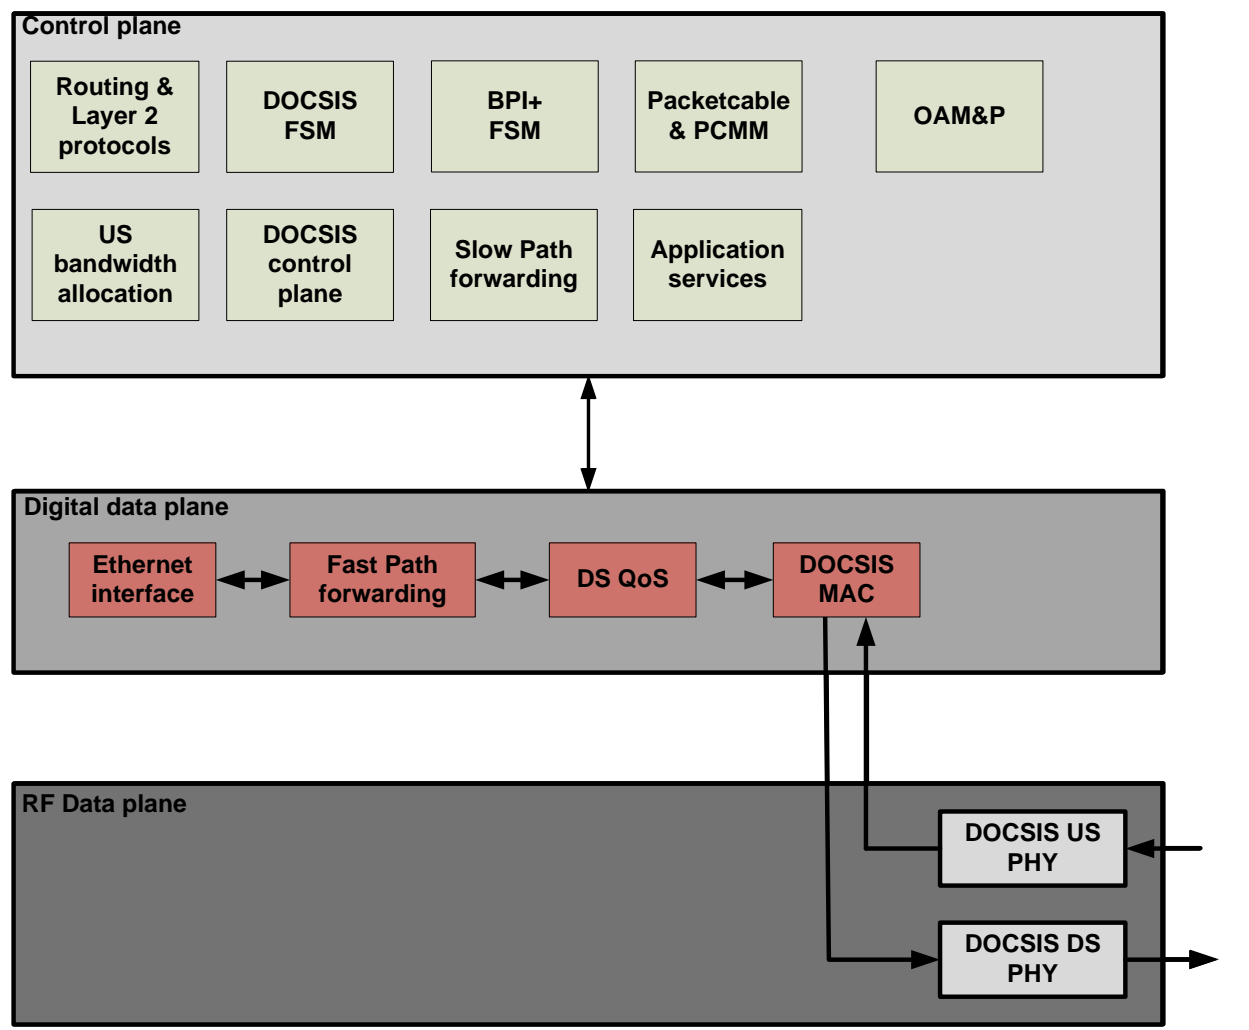 Control plane
Routing &
Layer 2
protocols
DOCSIS
FSM
BPI+
FSM
Packetcable
& PCMM
OAM&P
US
bandwidth
allocation
DOCSIS
control
plane
Slow Path
forwarding
Application
services
Digital data plane
Ethernet
interface
Fast Path
forwarding
DS QoS
DOCSIS
MAC
RF Data plane
DOCSIS US
PHY
DOCSIS DS
PHY